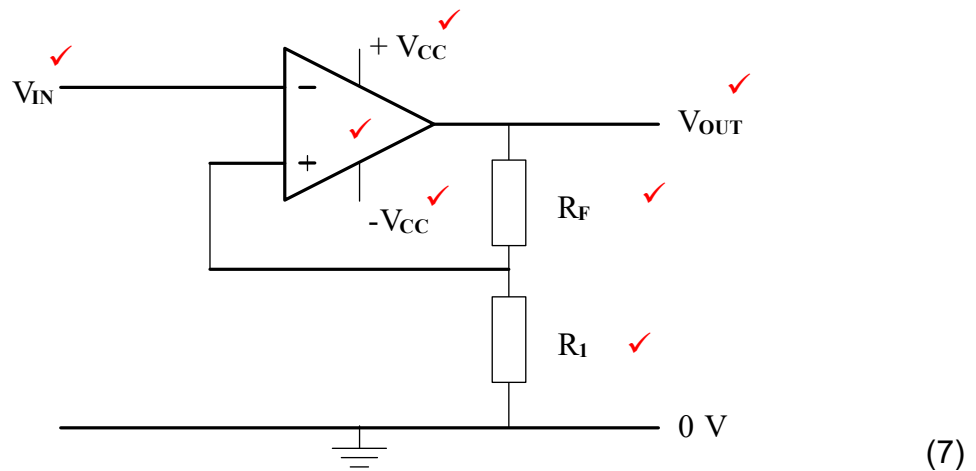 + VCC
VIN
−
VOUT
+
-VCC
RF
R1
0 V
(7)